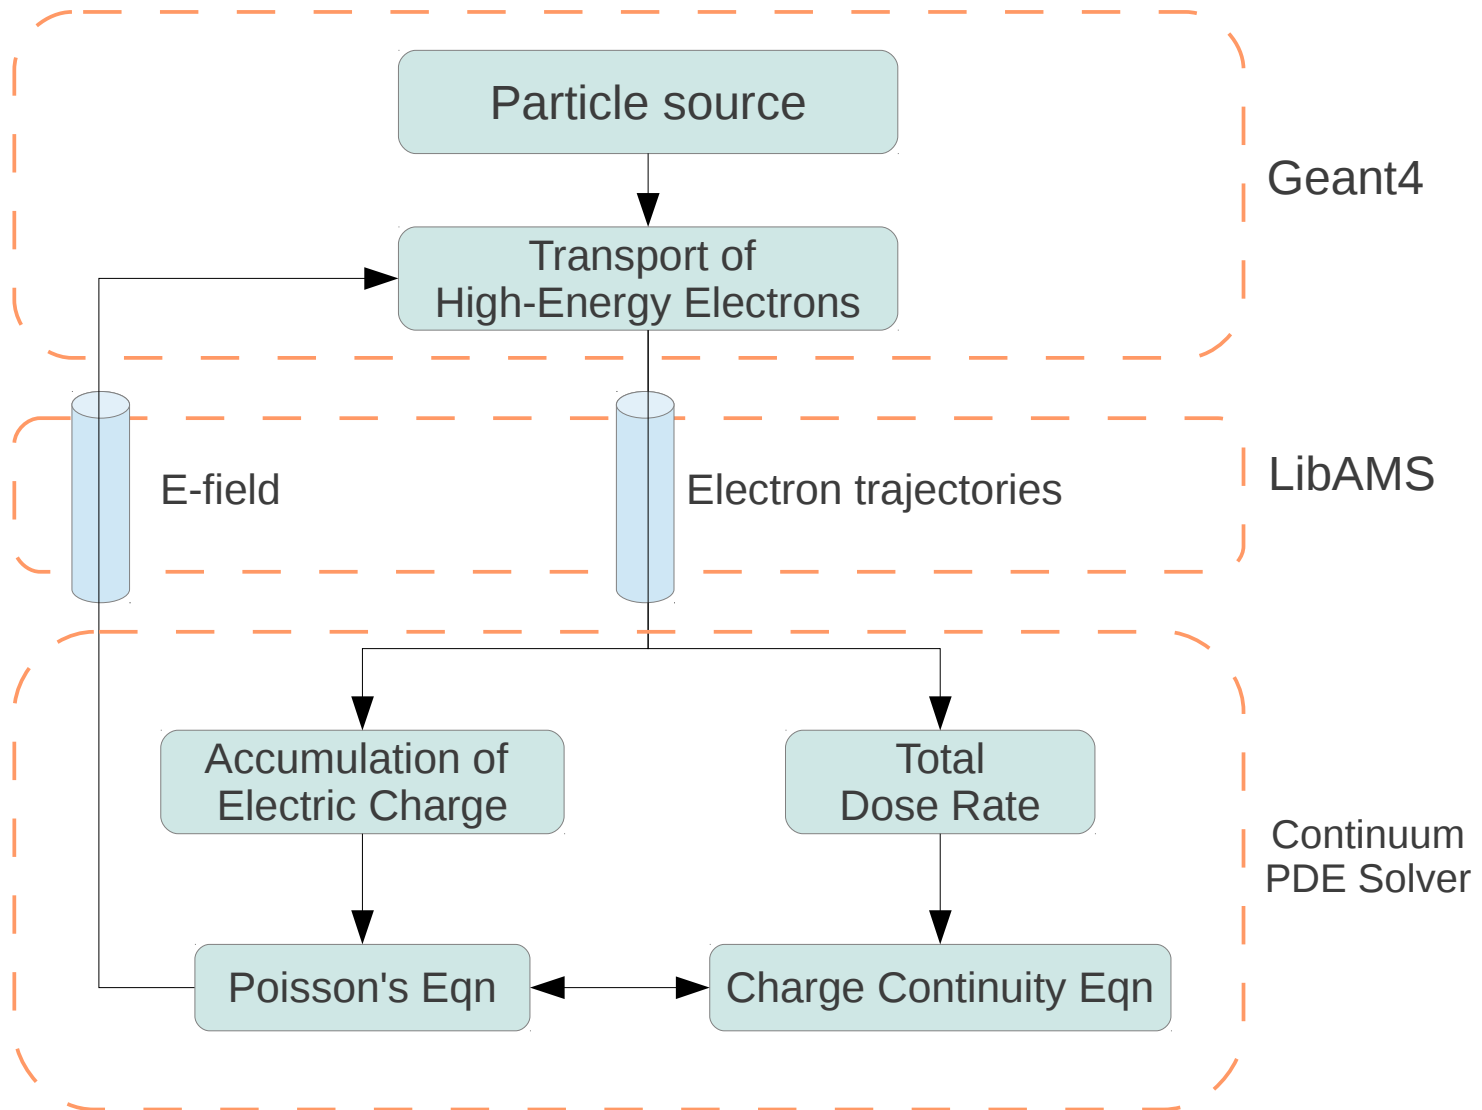 Particle source
Geant4
Transport of
High-Energy Electrons
LibAMS
E-field
Electron trajectories
Accumulation of
Electric Charge
Total
Dose Rate
Continuum
PDE Solver
Poisson's Eqn
Charge Continuity Eqn